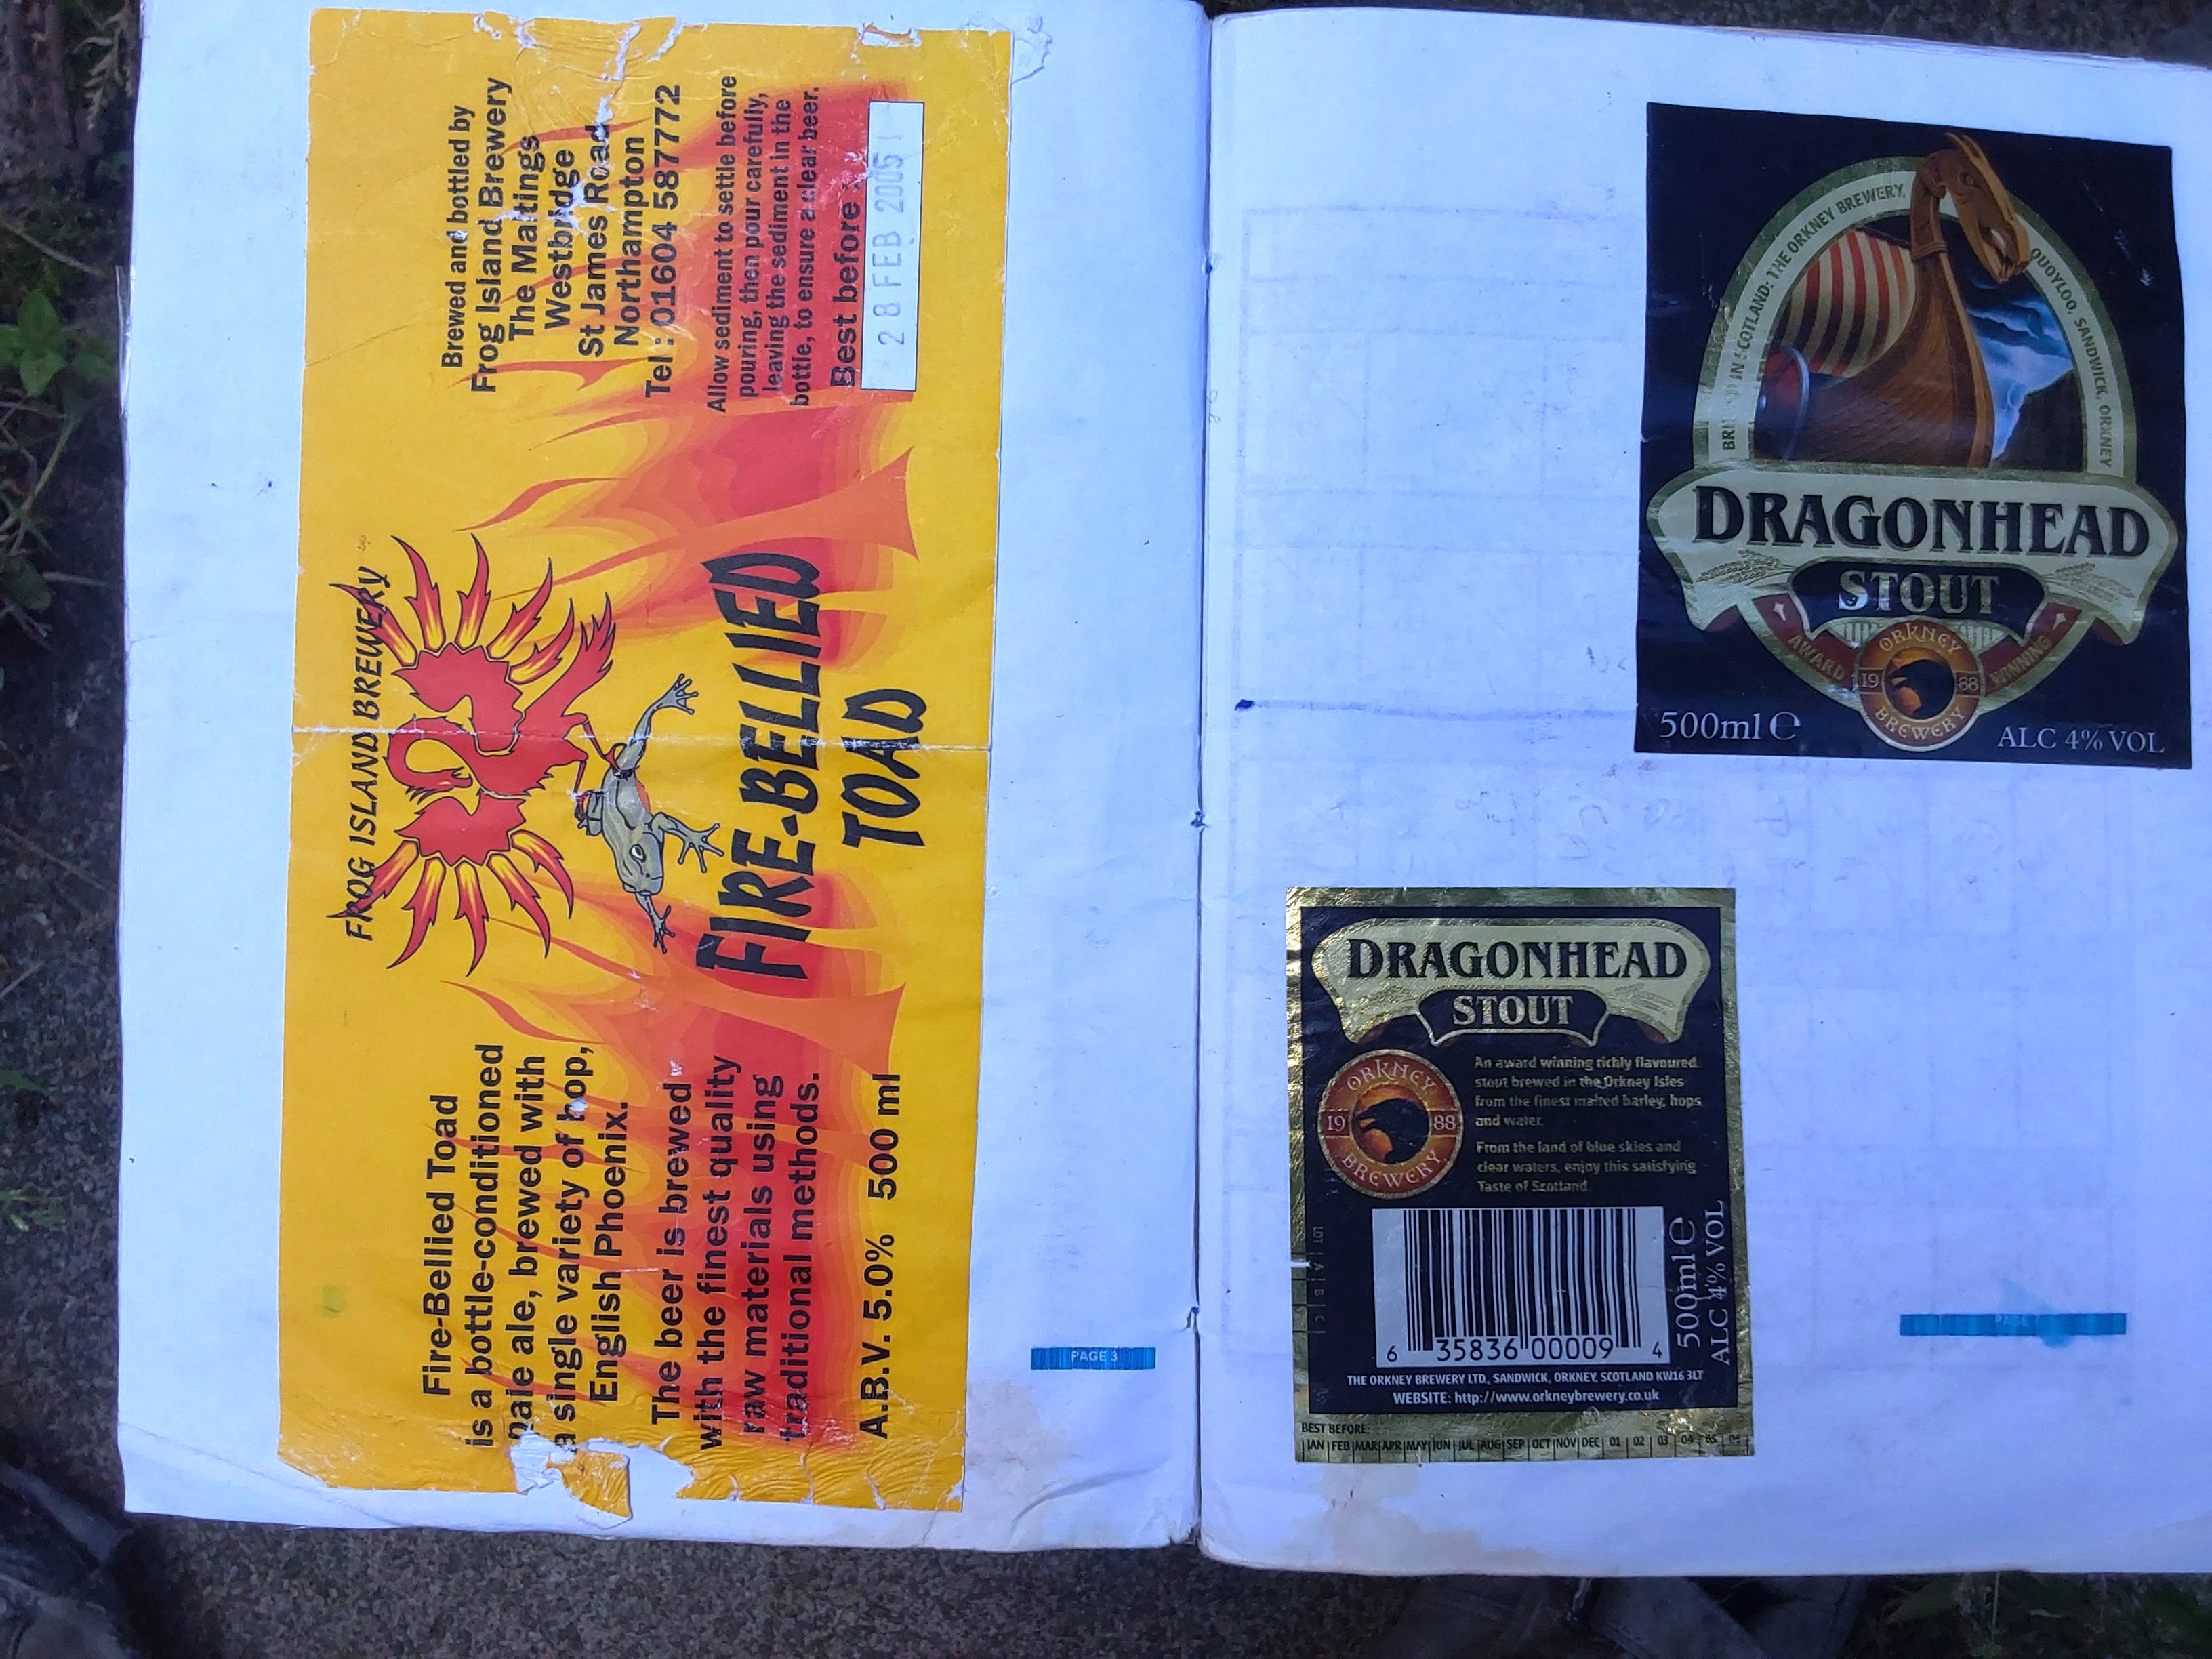 Fire-Bellied Toad
is a bottle-conditioned
pale ale, brewed with
a single variety of hop,
English Phoenix.
The beer is brewed
with the finest quality
raw materials using
traditional methods.
A.B.V. 5.0% 500 ml
FROG ISLAND BREWERY
FIRE-BELLIED
TOAD
Brewed and bottled by
Frog Island Brewery
The Maltings
Westbridge
St James Road
Northampton
Tel : 01604 587772
Allow sediment to settle before
pouring, then pour carefully,
leaving the sediment in the
bottle, to ensure a clear beer.
Best before :
28 FEB
PAGE 3
IN SCOTLAND: THE ORKNEY BREWERY, QUOYLOO, SANDWICK, ORKNEY
DRAGONHEAD
STOUT
AWARD WINNING
ORKNEY
19 88
BREWERY
500ml e ALC 4% VOL
DRAGONHEAD
STOUT
ORKNEY
19 88
BREWERY
An award winning richly flavoured
stout brewed in the Orkney Isles
from the finest malted barley, hops
and water.
From the land of blue skies and
clear waters, enjoy this satisfying
Taste of Scotland.
LOT A B C
6 35836 00009 4
500ml e
ALC 4% VOL
THE ORKNEY BREWERY LTD., SANDWICK, ORKNEY, SCOTLAND KW16 3LT
WEBSITE: http://www.orkneybrewery.co.uk
BEST BEFORE:
JAN FEB MAR APR MAY JUN JUL AUG SEP OCT NOV DEC 01 02 03 04 05 06
PAGE